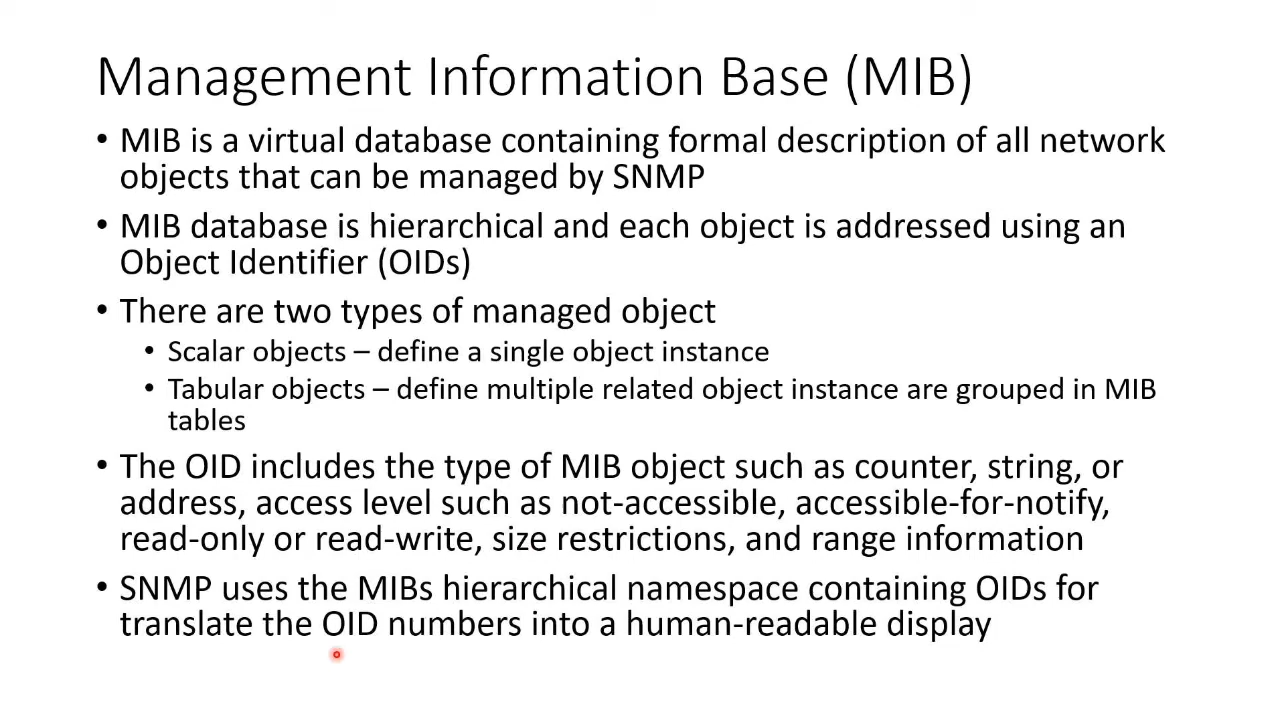 Management Information Base (MIB)
• MIB is a virtual database containing formal description of all network
objects that can be managed by SNMP
• MIB database is hierarchical and each object is addressed using an
Object Identifier (OIDs)
• There are two types of managed object
• Scalar objects – define a single object instance
• Tabular objects – define multiple related object instance are grouped in MIB
tables
• The OID includes the type of MIB object such as counter, string, or
address, access level such as not-accessible, accessible-for-notify,
read-only or read-write, size restrictions, and range information
• SNMP uses the MIBs hierarchical namespace containing OIDs for
translate the OID numbers into a human-readable display